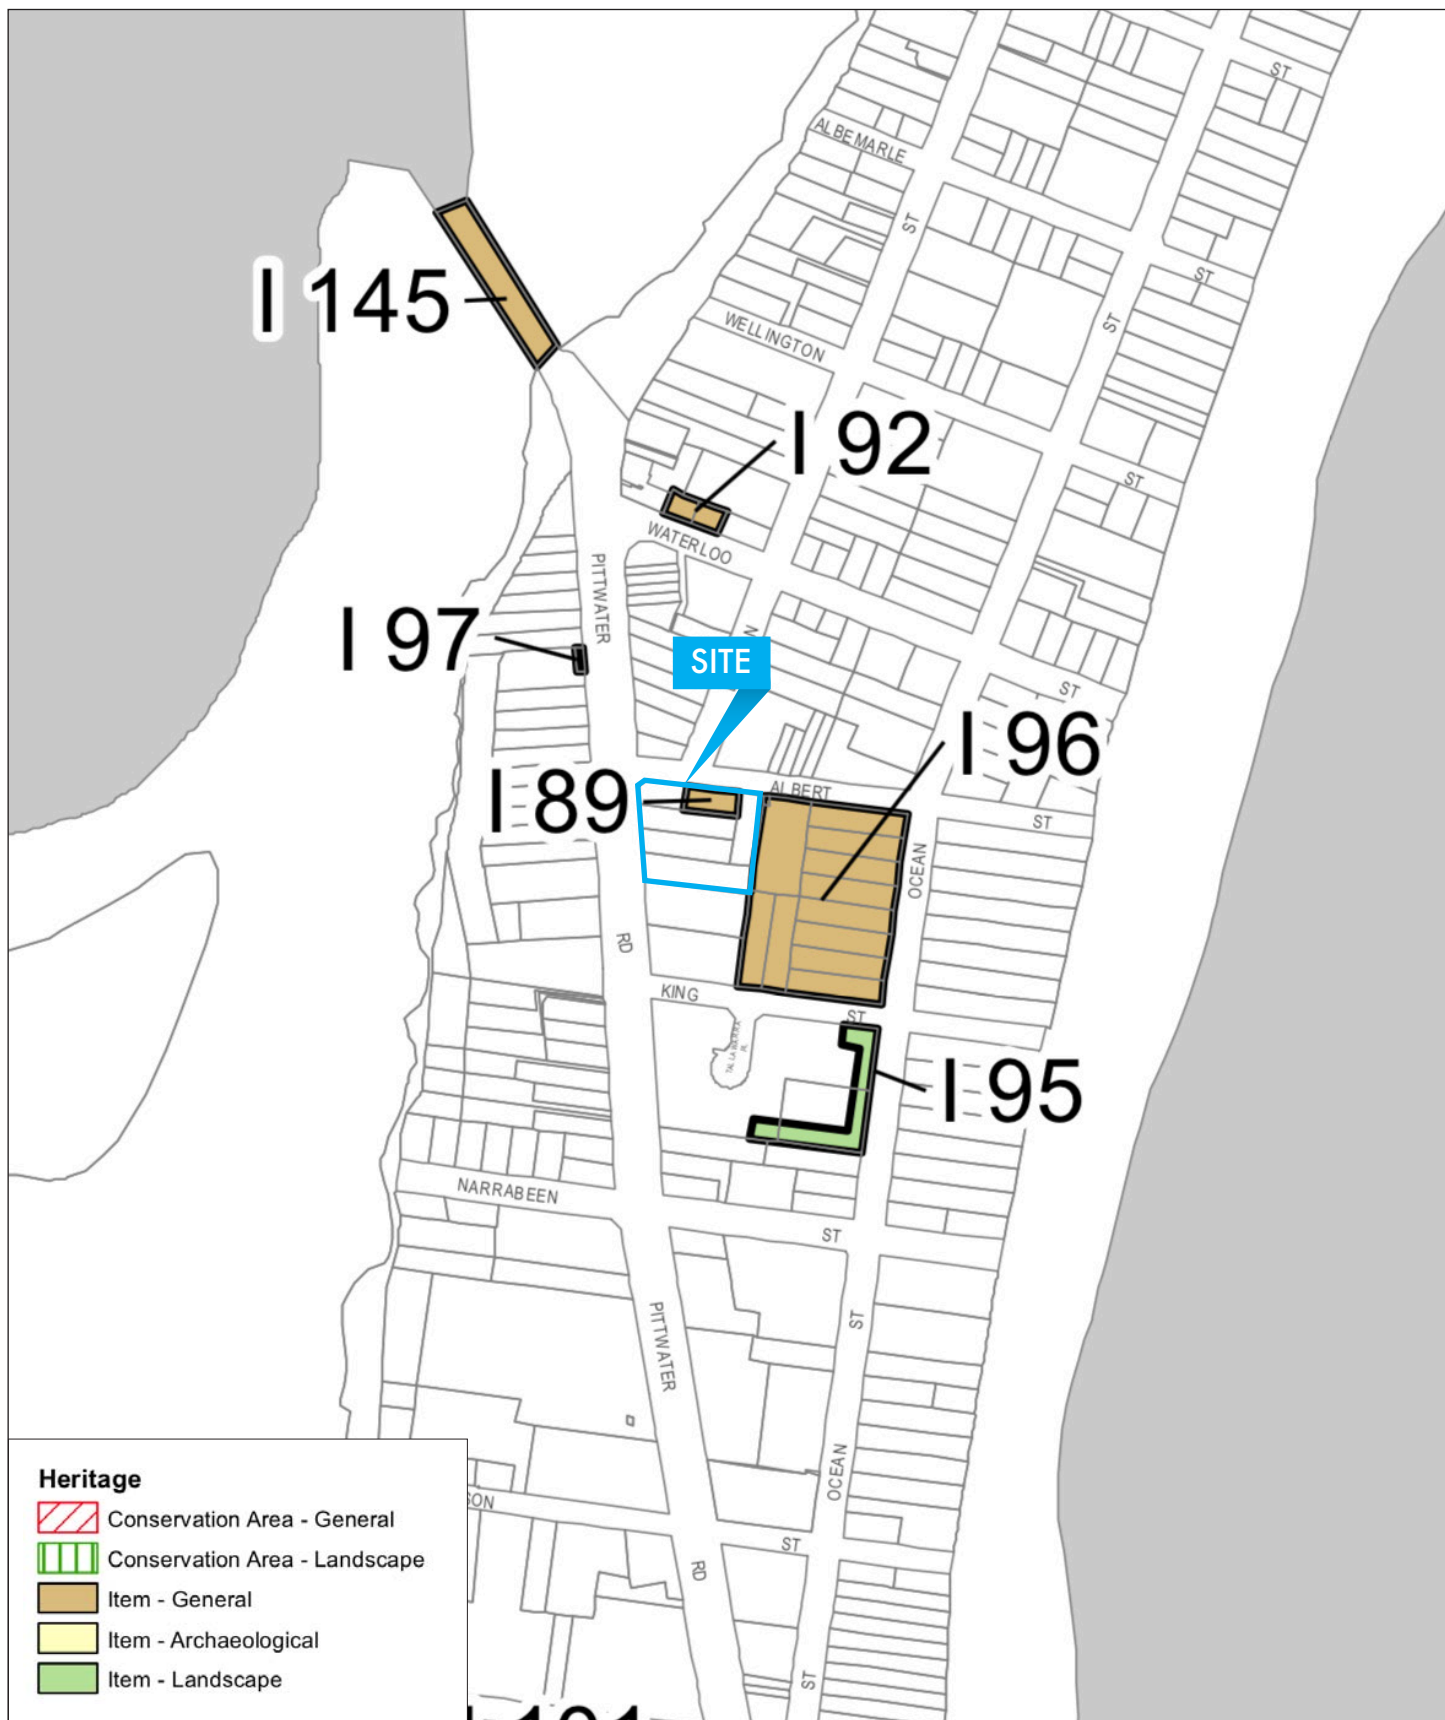 ST
ALBEMARLE
ST
ST
I 145
ST
WELLINGTON
I 92
ST
WATERLOO
PITTWATER
I 97
SITE
ST
I 96
I 89
ALBERT
ST
OCEAN
RD
KING
ST
I 95
NARRABEEN
ST
PITTWATER
ST
OCEAN
ST
RD
ST
Heritage
Conservation Area - General
Conservation Area - Landscape
Item - General
Item - Archaeological
Item - Landscape